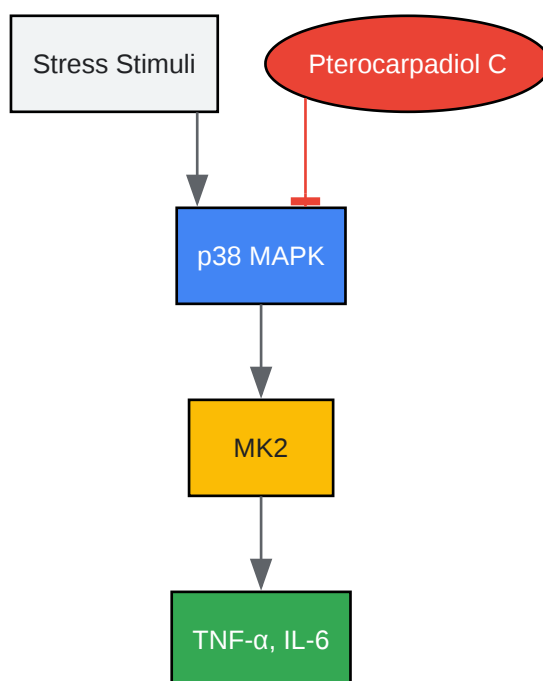 Stress Stimuli
Pterocarpadiol C
p38 MAPK
MK2
TNF-α, IL-6